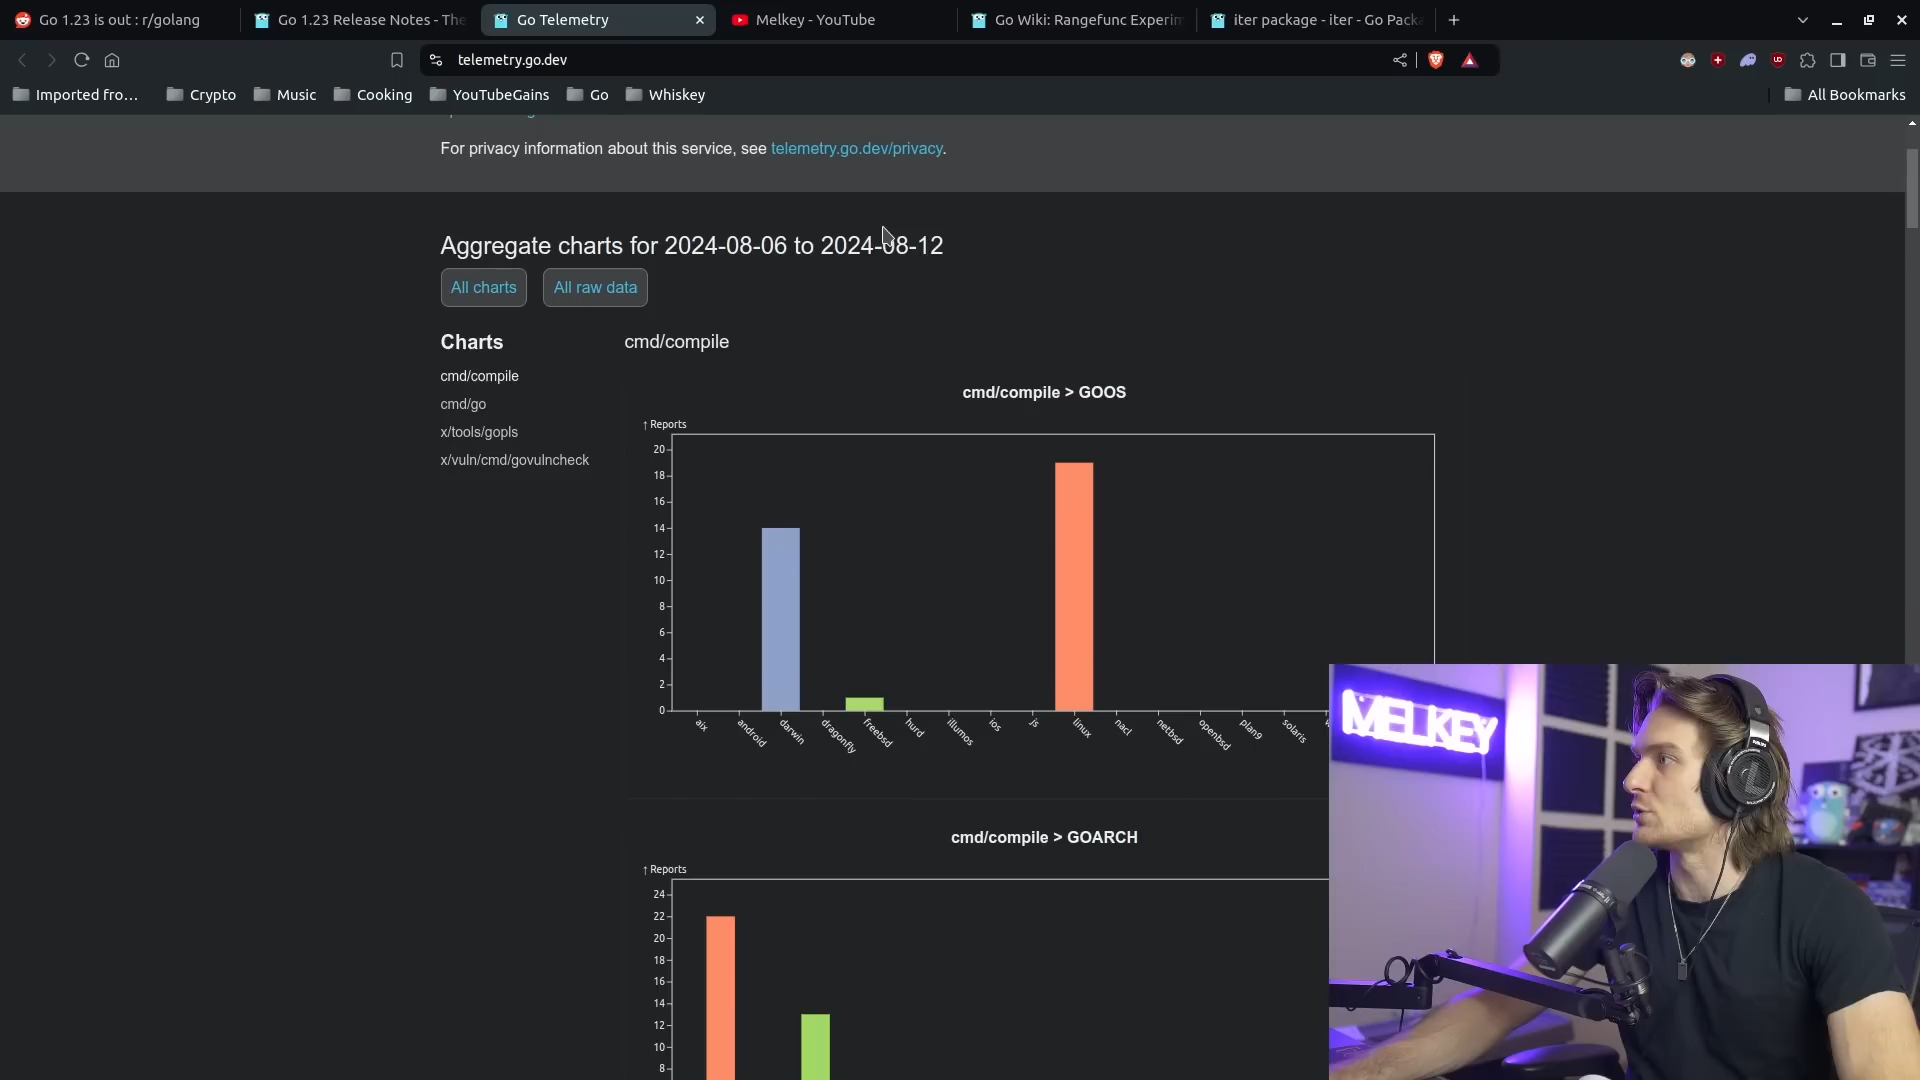 Go 1.23 is out : r/golang
Go 1.23 Release Notes - The
Go Telemetry
Melkey - YouTube
Go Wiki: Rangefunc Experim
iter package - iter - Go Packa
telemetry.go.dev
Imported fro...
Crypto
Music
Cooking
YouTubeGains
Go
Whiskey
All Bookmarks
For privacy information about this service, see telemetry.go.dev/privacy.
Aggregate charts for 2024-08-06 to 2024-08-12
All charts
All raw data
Charts
cmd/compile
cmd/go
x/tools/gopls
x/vuln/cmd/govulncheck
cmd/compile
cmd/compile > GOOS
↑ Reports
20
18
16
14
12
10
8
6
4
2
0
aix
android
darwin
dragonfly
freebsd
hurd
illumos
ios
js
linux
nacl
netbsd
openbsd
plan9
solaris
cmd/compile > GOARCH
↑ Reports
24
22
20
18
16
14
12
10
8
MELKEY